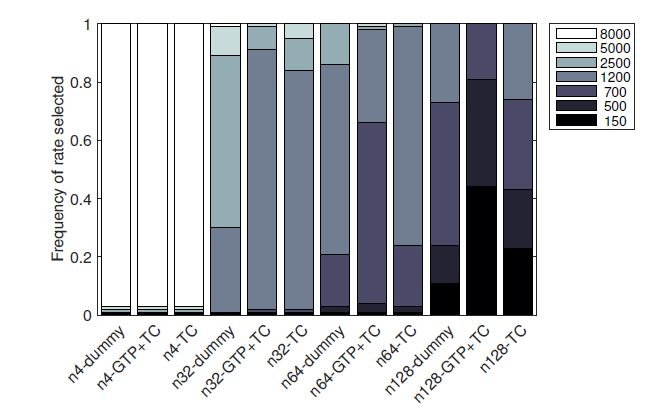 Frequency of rate selected
1
0.8
0.6
0.4
0.2
0
n4-dummy
n4-GTP+TC
n4-TC
n32-dummy
n32-GTP+TC
n32-TC
n64-dummy
n64-GTP+TC
n64-TC
n128-dummy
n128-GTP+TC
n128-TC
8000
5000
2500
1200
700
500
150